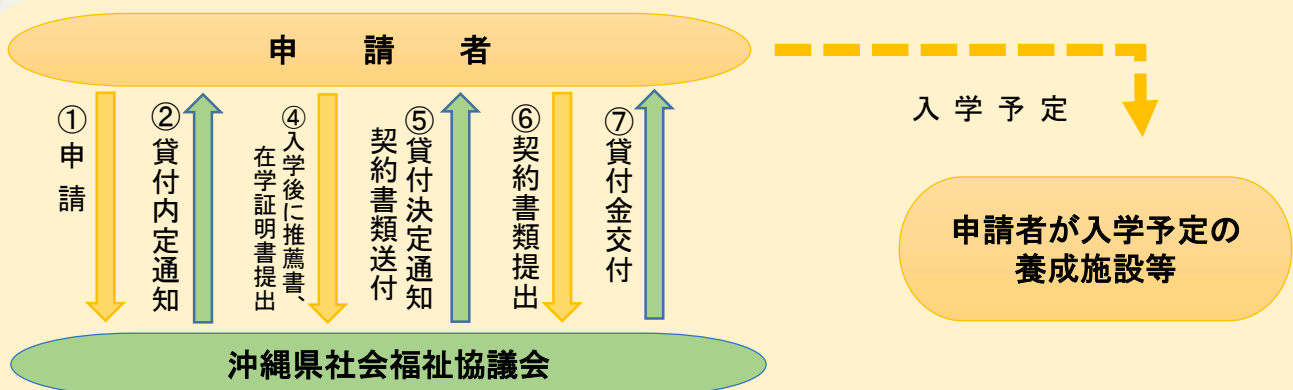 申請者
①申請
②貸付内定通知
④入学後に推薦書、
在学証明書提出
⑤貸付決定通知
契約書類送付
⑥契約書類提出
⑦貸付金交付
入学予定
申請者が入学予定の
養成施設等
沖縄県社会福祉協議会